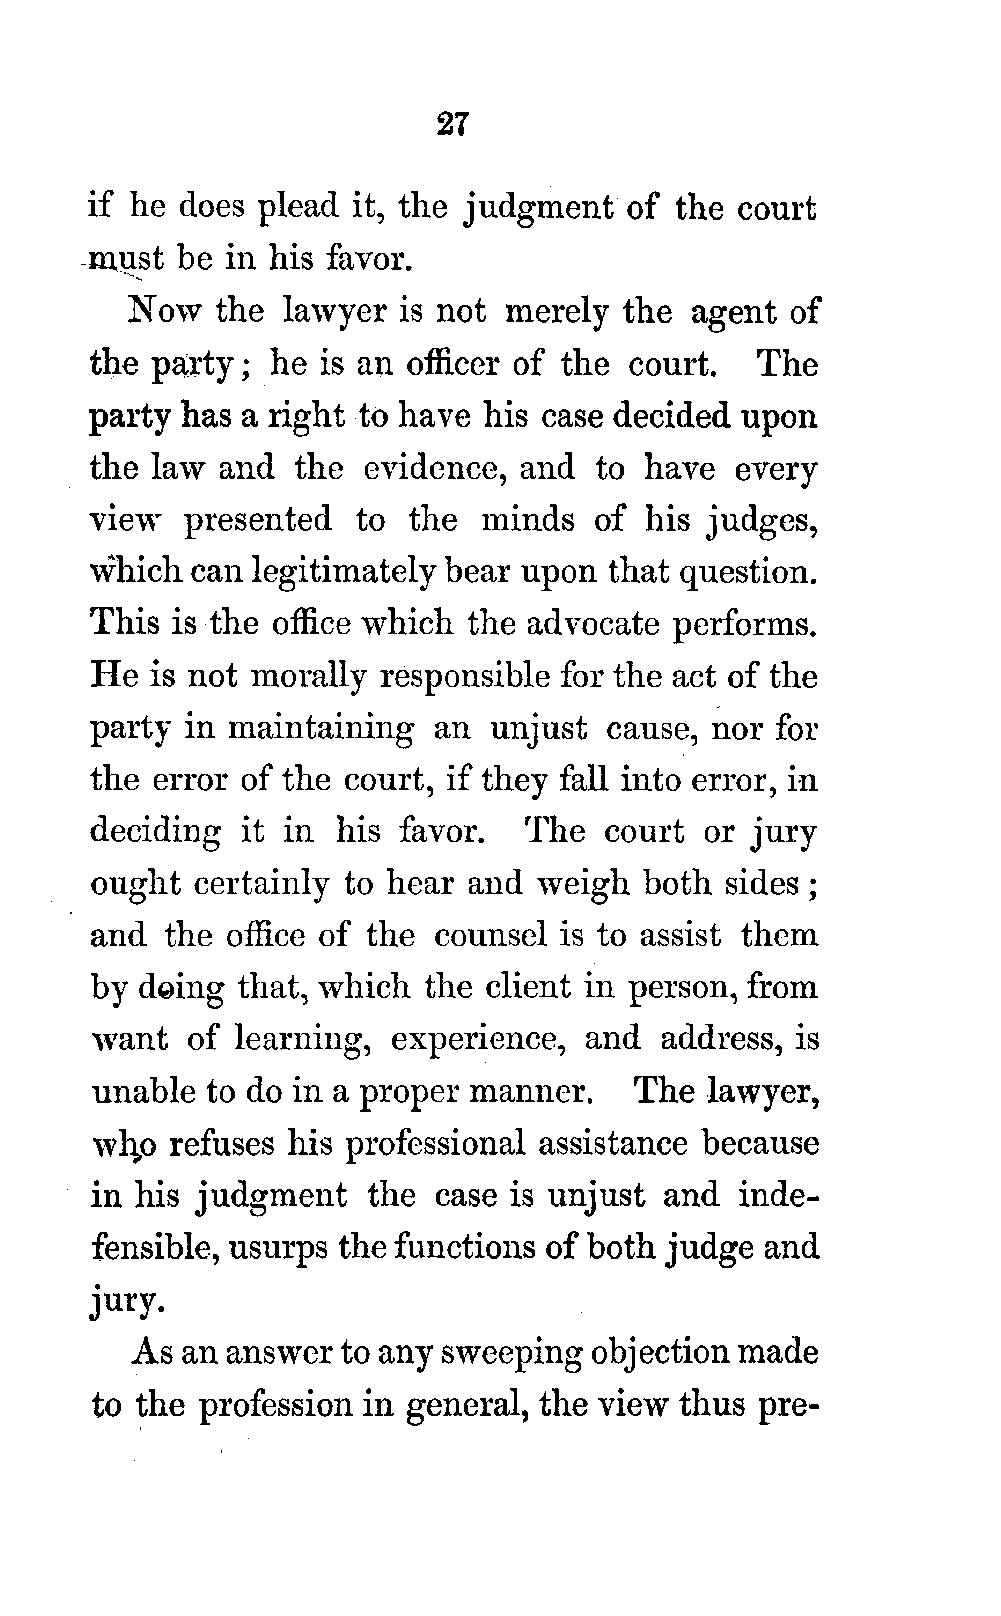 27
if he does plead it, the judgment of the court
must be in his favor.
Now the lawyer is not merely the agent of
the party; he is an officer of the court. The
party has a right to have his case decided upon
the law and the evidence, and to have every
view presented to the minds of his judges,
which can legitimately bear upon that question.
This is the office which the advocate performs.
He is not morally responsible for the act of the
party in maintaining an unjust cause, nor for
the error of the court, if they fall into error, in
deciding it in his favor. The court or jury
ought certainly to hear and weigh both sides;
and the office of the counsel is to assist them
by doing that, which the client in person, from
want of learning, experience, and address, is
unable to do in a proper manner. The lawyer,
who refuses his professional assistance because
in his judgment the case is unjust and inde-
fensible, usurps the functions of both judge and
jury.
As an answer to any sweeping objection made
to the profession in general, the view thus pre-